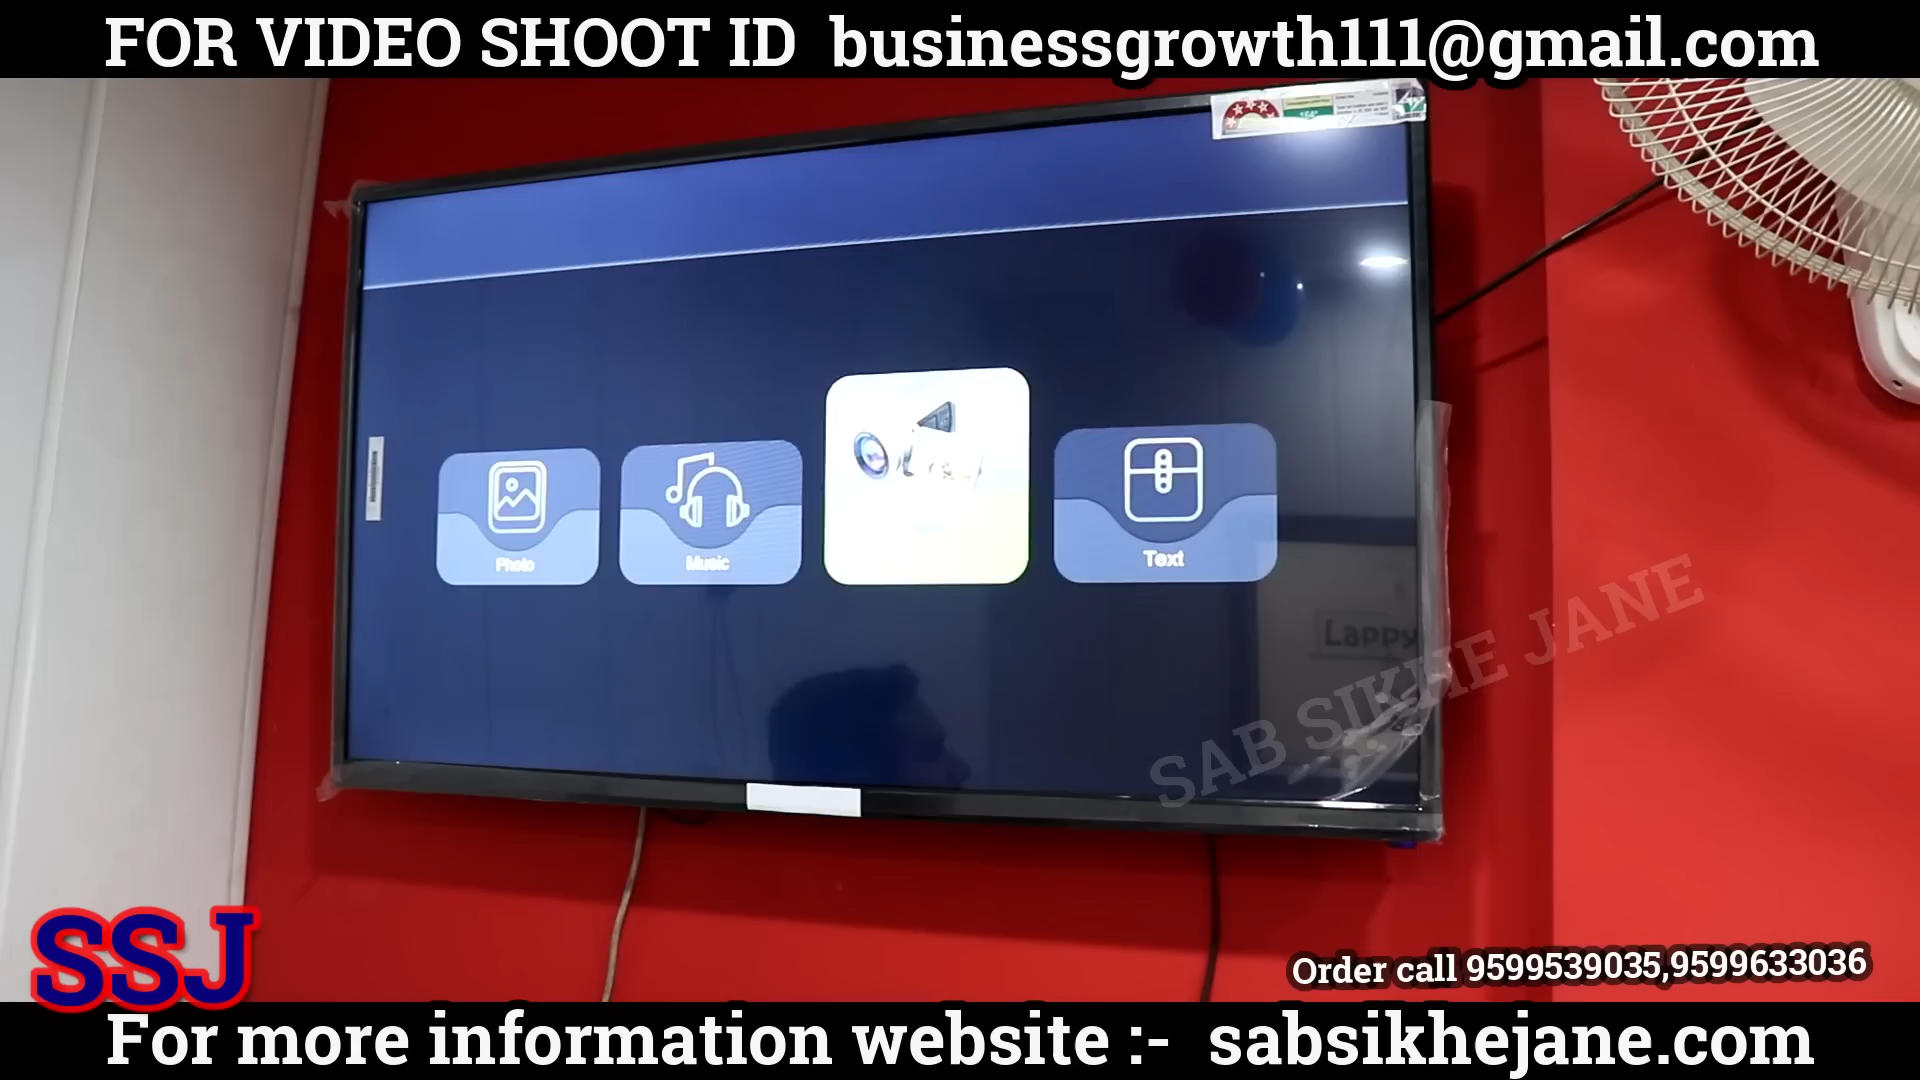 FOR VIDEO SHOOT ID businessgrowth111@gmail.com
Photo
Music
Text
Lappy
SAB SIKHE JANE
SSJ
Order call 9599539035,9599633036
For more information website :- sabsikhejane.com